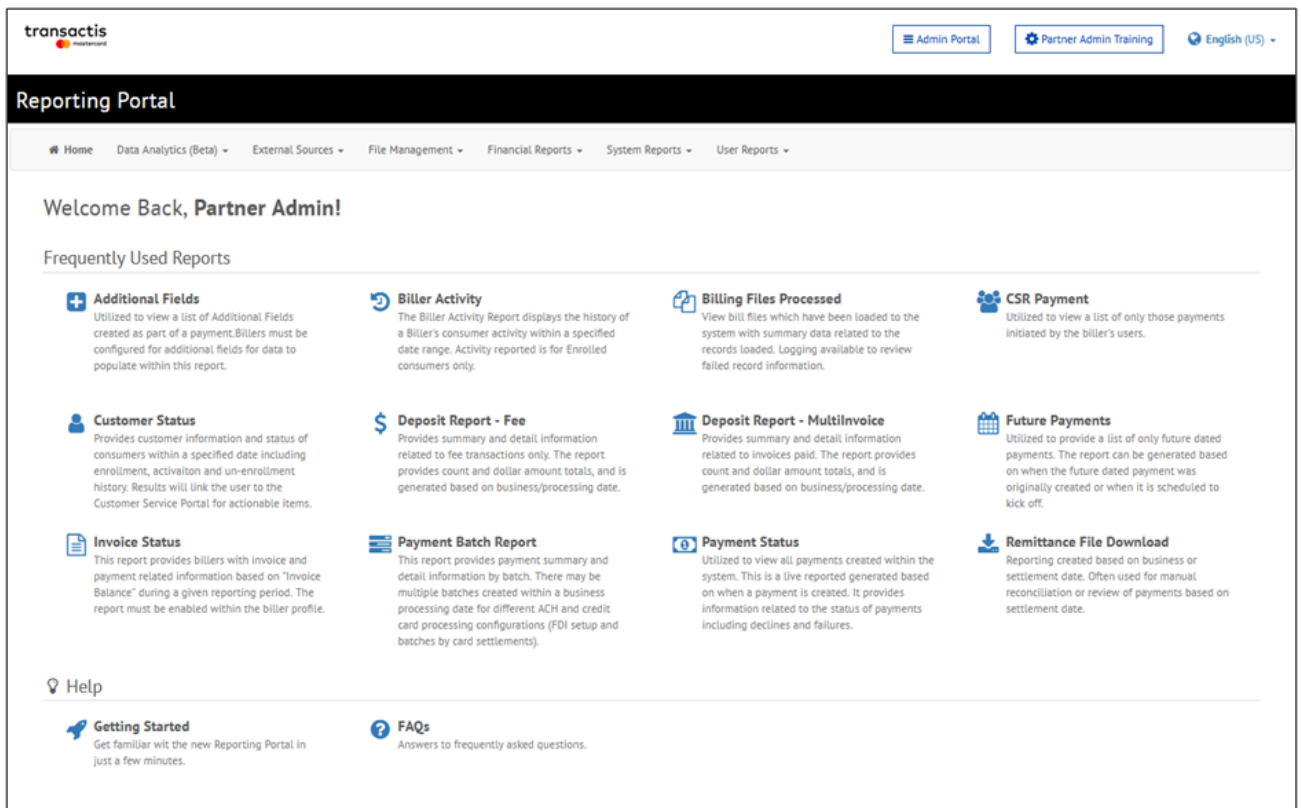 transactis
mastercard
Admin Portal
Partner Admin Training
English (US)
Reporting Portal
Home
Data Analytics (Beta)
External Sources
File Management
Financial Reports
System Reports
User Reports
Welcome Back, Partner Admin!
Frequently Used Reports
Additional Fields
Utilized to view a list of Additional Fields
created as part of a payment.Billers must be
configured for additional fields for data to
populate within this report.
Biller Activity
The Biller Activity Report displays the history of
a Biller's consumer activity within a specified
date range. Activity reported is for Enrolled
consumers only.
Billing Files Processed
View bill files which have been loaded to the
system with summary data related to the
records loaded. Logging available to review
failed record information.
CSR Payment
Utilized to view a list of only those payments
initiated by the biller's users.
Customer Status
Provides customer information and status of
consumers within a specified date including
enrollment, activaiton and un-enrollment
history. Results will link the user to the
Customer Service Portal for actionable items.
Deposit Report - Fee
Provides summary and detail information
related to fee transactions only. The report
provides count and dollar amount totals, and is
generated based on business/processing date.
Deposit Report - MultiInvoice
Provides summary and detail information
related to invoices paid. The report provides
count and dollar amount totals, and is
generated based on business/processing date.
Future Payments
Utilized to provide a list of only future dated
payments. The report can be generated based
on when the future dated payment was
originally created or when it is scheduled to
kick off.
Invoice Status
This report provides billers with invoice and
payment related information based on "Invoice
Balance" during a given reporting period. The
report must be enabled within the biller profile.
Payment Batch Report
This report provides payment summary and
detail information by batch. There may be
multiple batches created within a business
processing date for different ACH and credit
card processing configurations (FDI setup and
batches by card settlements).
Payment Status
Utilized to view all payments created within the
system. This is a live reported generated based
on when a payment is created. It provides
information related to the status of payments
including declines and failures.
Remittance File Download
Reporting created based on business or
settlement date. Often used for manual
reconciliation or review of payments based on
settlement date.
Help
Getting Started
Get familiar wit the new Reporting Portal in
just a few minutes.
FAQs
Answers to frequently asked questions.